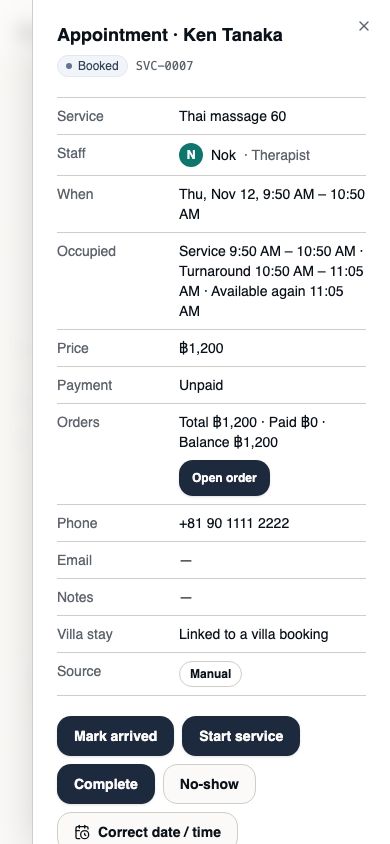 Appointment · Ken Tanaka
Booked SVC-0007
Service Thai massage 60
Staff N Nok · Therapist
When Thu, Nov 12, 9:50 AM – 10:50
AM
Occupied Service 9:50 AM – 10:50 AM ·
Turnaround 10:50 AM – 11:05
AM · Available again 11:05
AM
Price ฿1,200
Payment Unpaid
Orders Total ฿1,200 · Paid ฿0 ·
Balance ฿1,200
Open order
Phone +81 90 1111 2222
Email —
Notes —
Villa stay Linked to a villa booking
Source Manual
Mark arrived Start service
Complete No-show
Correct date / time